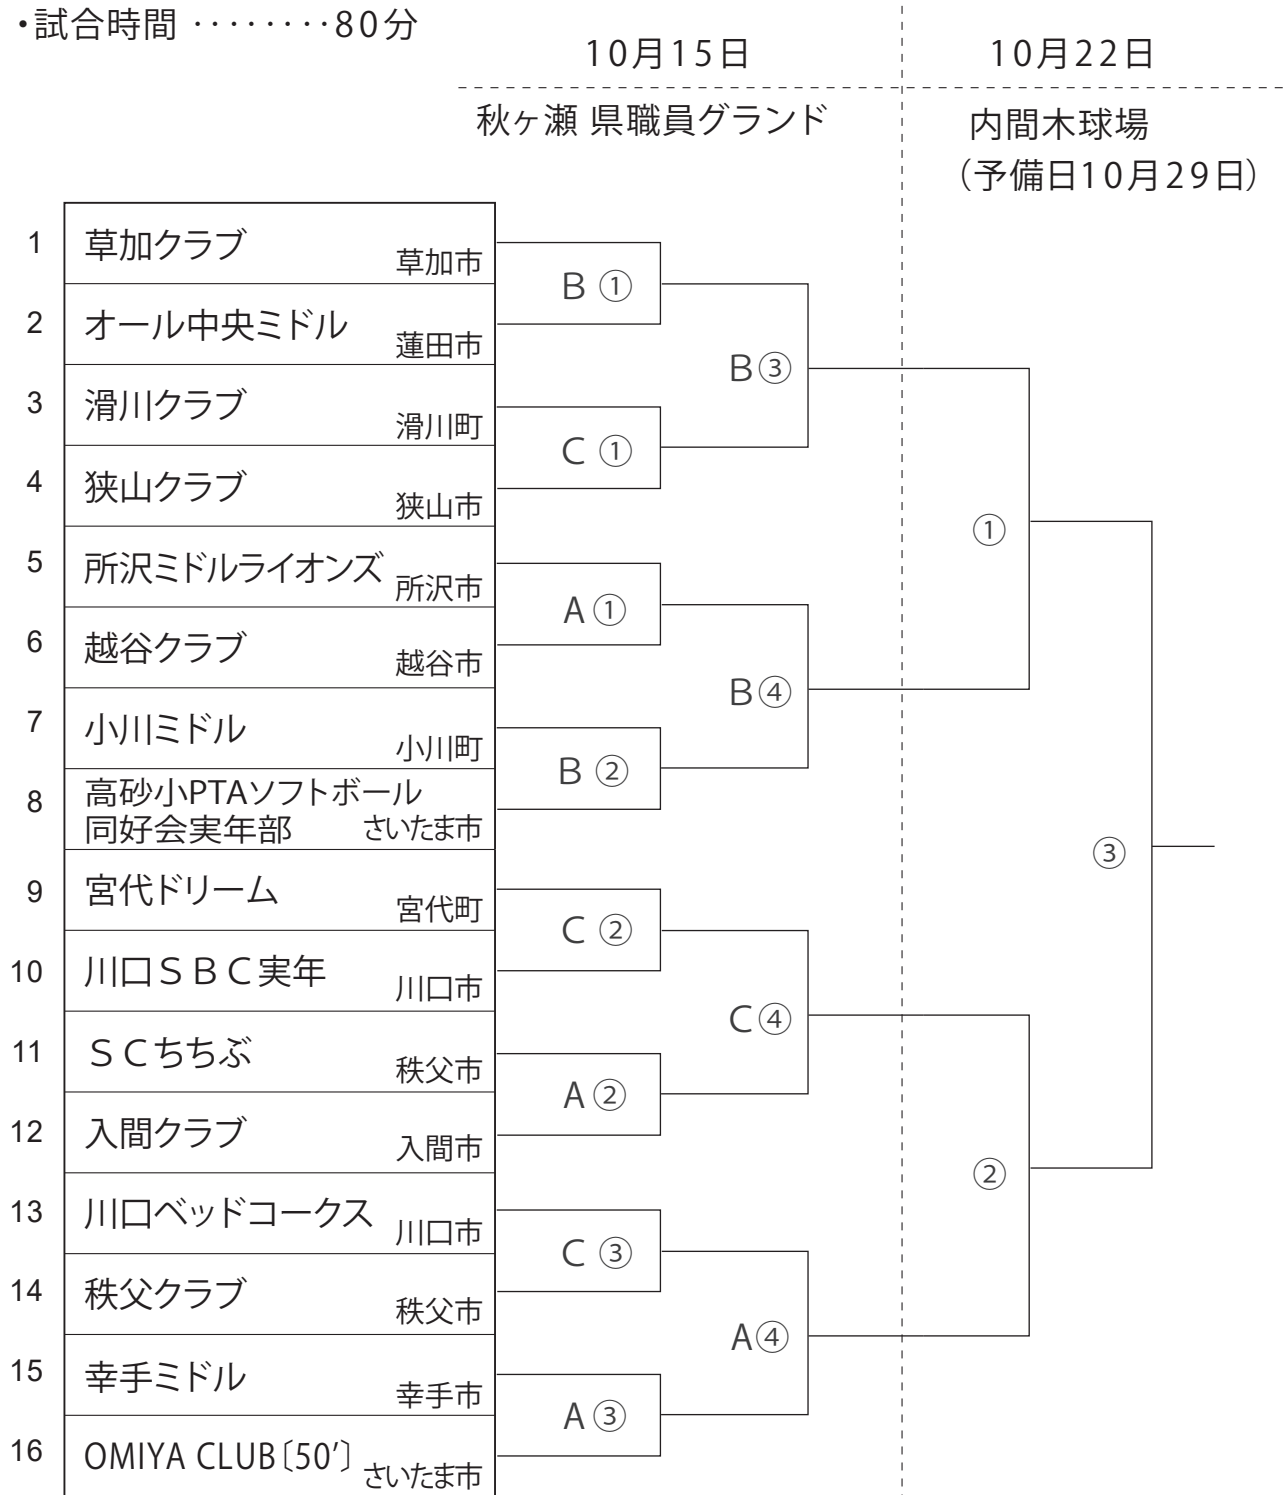 ・試合時間 ‥‥‥‥80分
10月15日
10月22日
秋ヶ瀬 県職員グランド
内間木球場
（予備日10月29日）
1 草加クラブ 草加市
2 オール中央ミドル 蓮田市
3 滑川クラブ 滑川町
4 狭山クラブ 狭山市
5 所沢ミドルライオンズ 所沢市
6 越谷クラブ 越谷市
7 小川ミドル 小川町
8 高砂小PTAソフトボール
同好会実年部 さいたま市
9 宮代ドリーム 宮代町
10 川口ＳＢＣ実年 川口市
11 ＳＣちちぶ 秩父市
12 入間クラブ 入間市
13 川口ベッドコークス 川口市
14 秩父クラブ 秩父市
15 幸手ミドル 幸手市
16 OMIYA CLUB〔50'〕 さいたま市
B ①
C ①
A ①
B ②
C ②
A ②
C ③
A ③
B ③
B ④
C ④
A ④
①
②
③